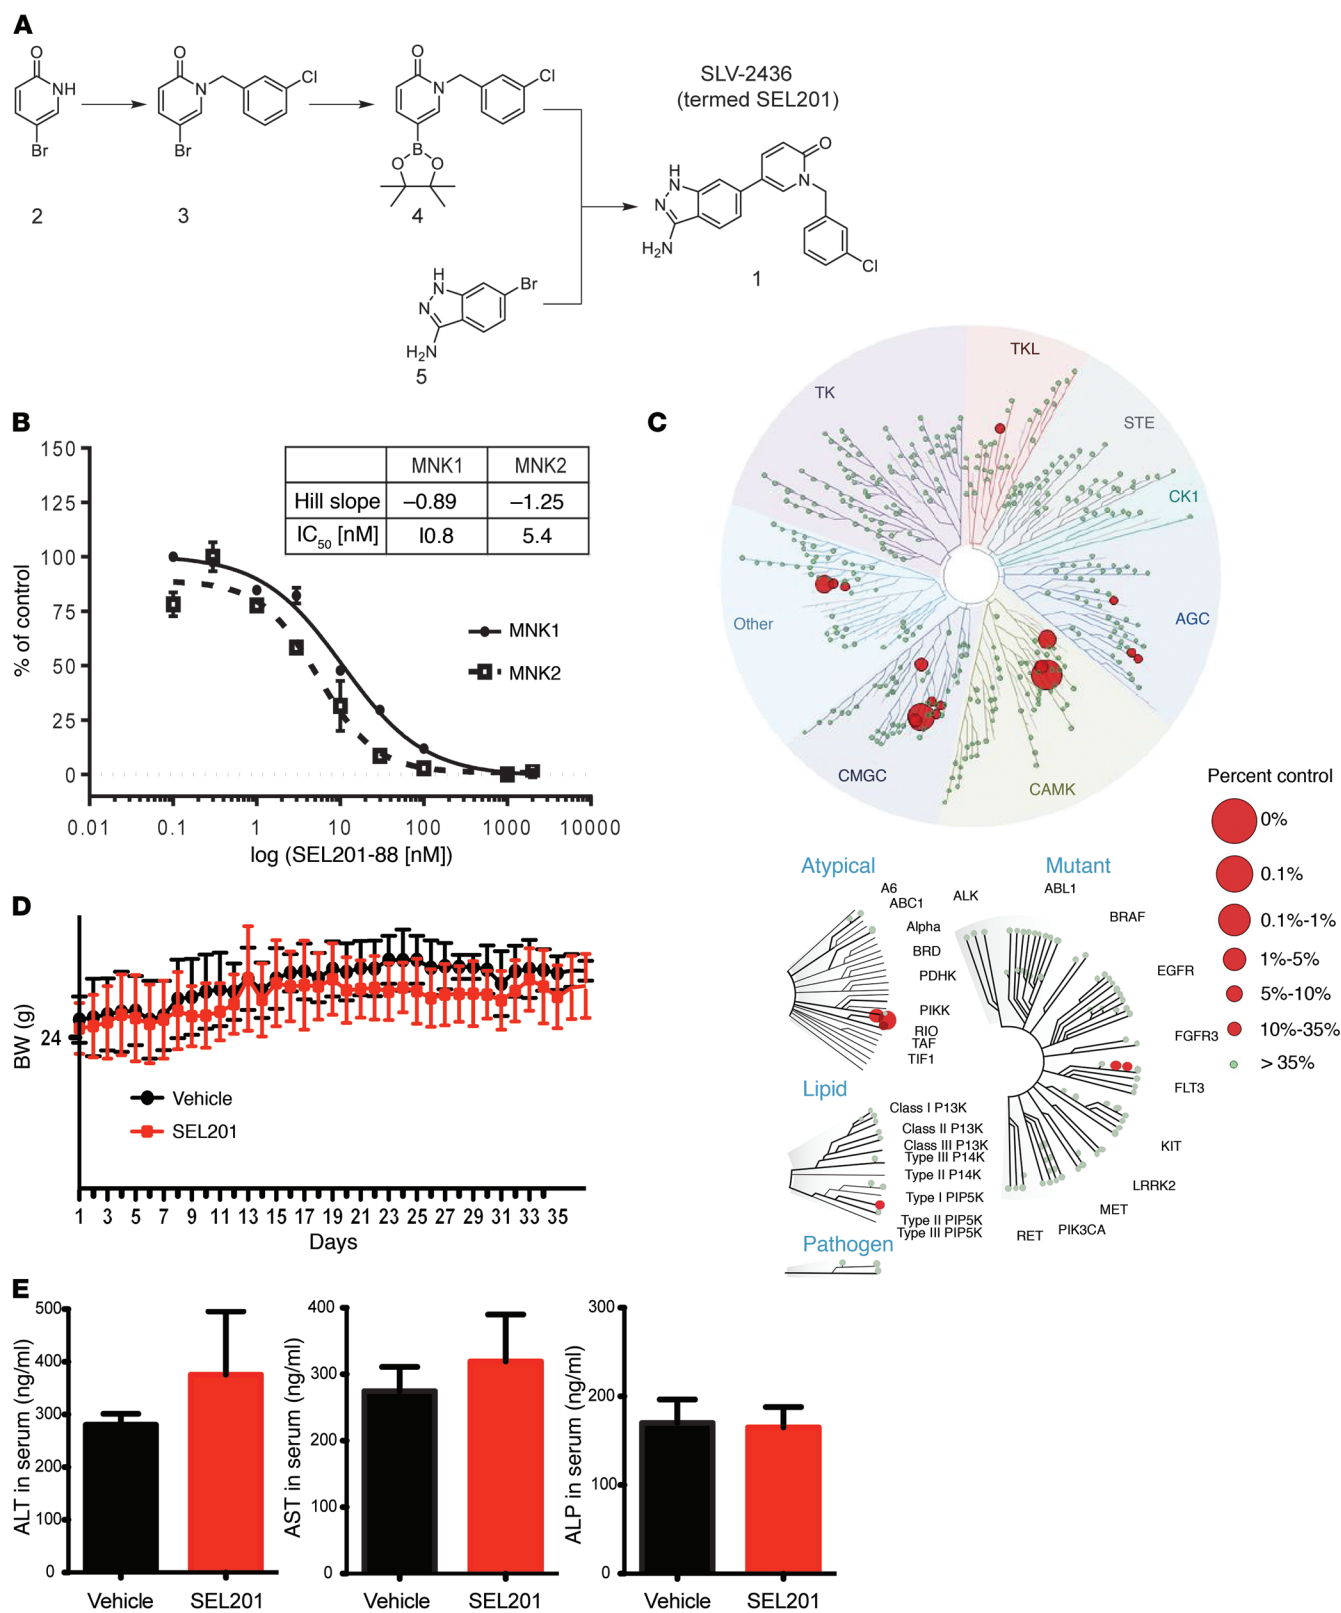 A
O
NH
Br
2
O
N
Cl
Br
3
O
N
Cl
B
O
O
4
H
N
N
Br
H2N
5
SLV-2436
(termed SEL201)
O
H
N
N
N
H2N
Cl
1
B
MNK1 MNK2
Hill slope –0.89 –1.25
IC50 [nM] I0.8 5.4
% of control
150
125
100
75
50
25
0
MNK1
MNK2
0.01 0.1 1 10 100 1000 10000
log (SEL201-88 [nM])
C
TKL
TK
STE
CK1
AGC
Other
CMGC
CAMK
Percent control
0%
0.1%
0.1%-1%
1%-5%
5%-10%
10%-35%
> 35%
Atypical
A6
ABC1
Alpha
BRD
PDHK
PIKK
RIO
TAF
TIF1
Mutant
ALK
ABL1
BRAF
EGFR
FGFR3
FLT3
KIT
LRRK2
MET
PIK3CA
RET
Lipid
Class I P13K
Class II P13K
Class III P13K
Type III P14K
Type II P14K
Type I PIP5K
Type II PIP5K
Type III PIP5K
Pathogen
D
BW (g)
24
Vehicle
SEL201
1 3 5 7 9 11 13 15 17 19 21 23 25 27 29 31 33 35
Days
E
ALT in serum (ng/ml)
500
400
300
200
100
0
Vehicle SEL201
AST in serum (ng/ml)
400
300
200
100
0
Vehicle SEL201
ALP in serum (ng/ml)
300
200
100
0
Vehicle SEL201